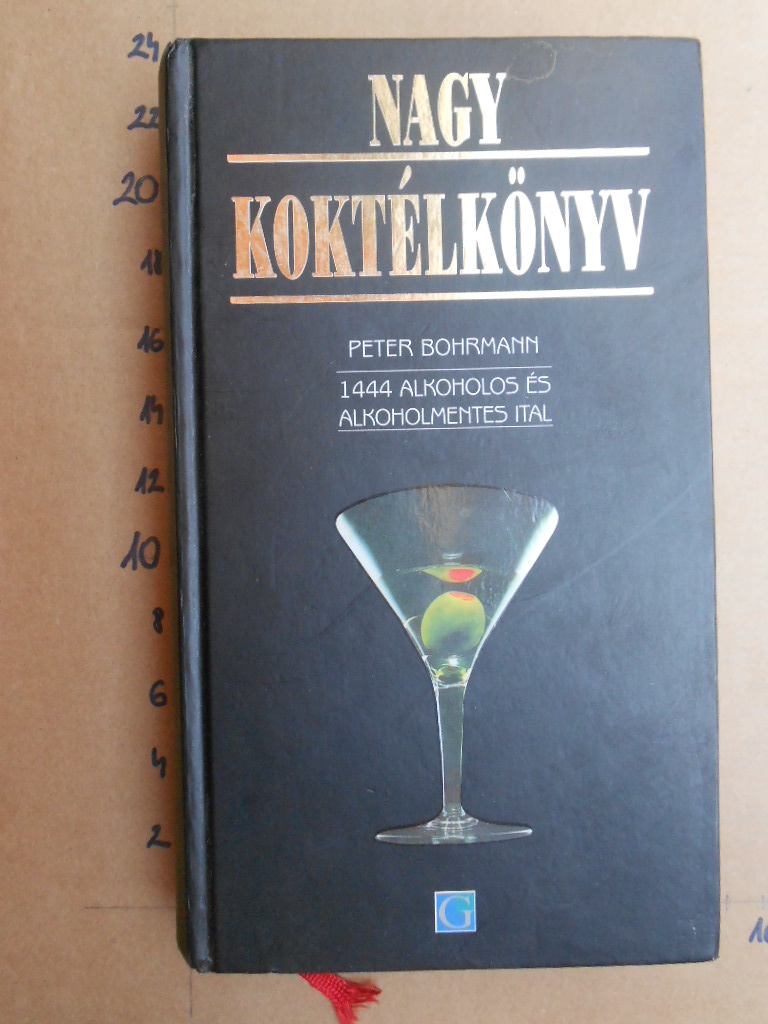 NAGY
KOKTÉLKÖNYV
PETER BOHRMANN
1444 ALKOHOLOS ÉS
ALKOHOLMENTES ITAL
G
24
22
20
18
16
14
12
10
8
6
4
2